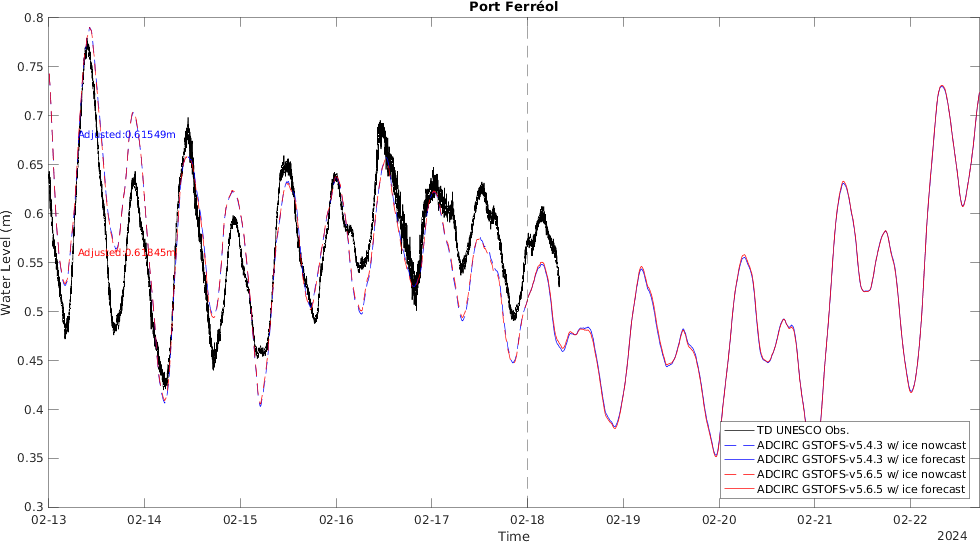 Port Ferréol
0.8
0.75
0.7
0.65
0.6
0.55
0.5
0.45
0.4
0.35
0.3
Water Level (m)
Adjusted:0.61549m
Adjusted:0.61345m
TD UNESCO Obs.
ADCIRC GSTOFS-v5.4.3 w/ ice nowcast
ADCIRC GSTOFS-v5.4.3 w/ ice forecast
ADCIRC GSTOFS-v5.6.5 w/ ice nowcast
ADCIRC GSTOFS-v5.6.5 w/ ice forecast
02-13 02-14 02-15 02-16 02-17 02-18 02-19 02-20 02-21 02-22
Time
2024